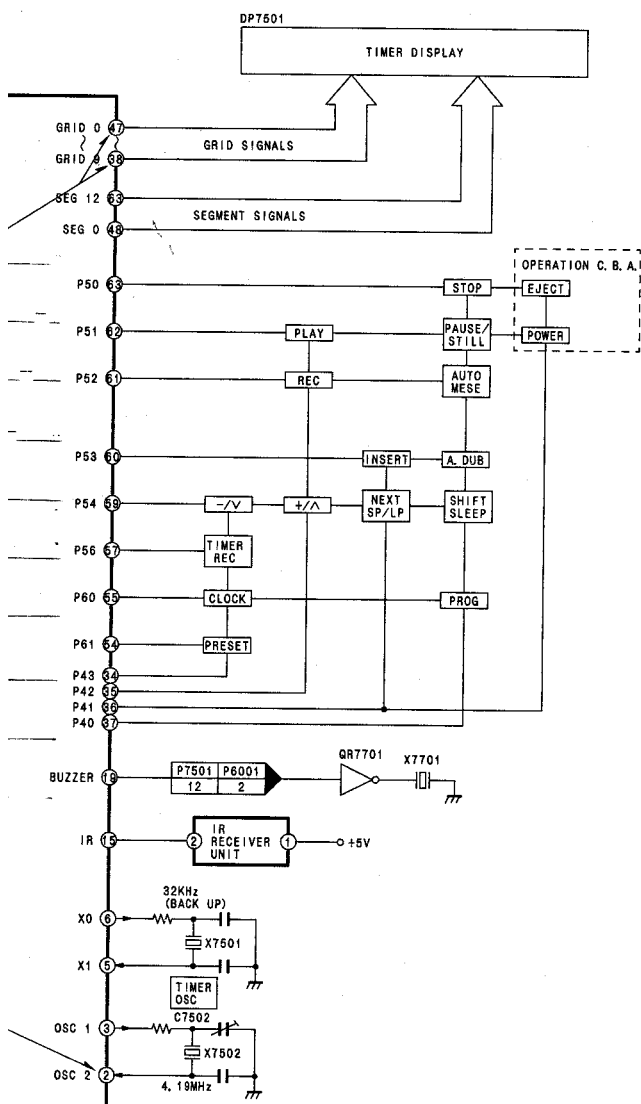 DP7501
TIMER DISPLAY
GRID 0 47
GRID SIGNALS
GRID 9 38
SEG 12 63
SEGMENT SIGNALS
SEG 0 48
OPERATION C.B.A.
P50 63 STOP EJECT
P51 62 PLAY PAUSE/ STILL POWER
P52 61 REC AUTO MESE
P53 60 INSERT A. DUB
P54 59 -/V +/Λ NEXT SP/LP SHIFT SLEEP
P56 57 TIMER REC
P60 55 CLOCK PROG
P61 54 PRESET
P43 34
P42 35
P41 36
P40 37
QR7701 X7701
BUZZER 19 P7501 P6001
12 2
IR 15 2 IR RECEIVER UNIT 1 +5V
32KHz
(BACK UP)
X0 6
X7501
X1 5
TIMER
OSC
C7502
OSC 1 3
X7502
OSC 2 2
4.19MHz